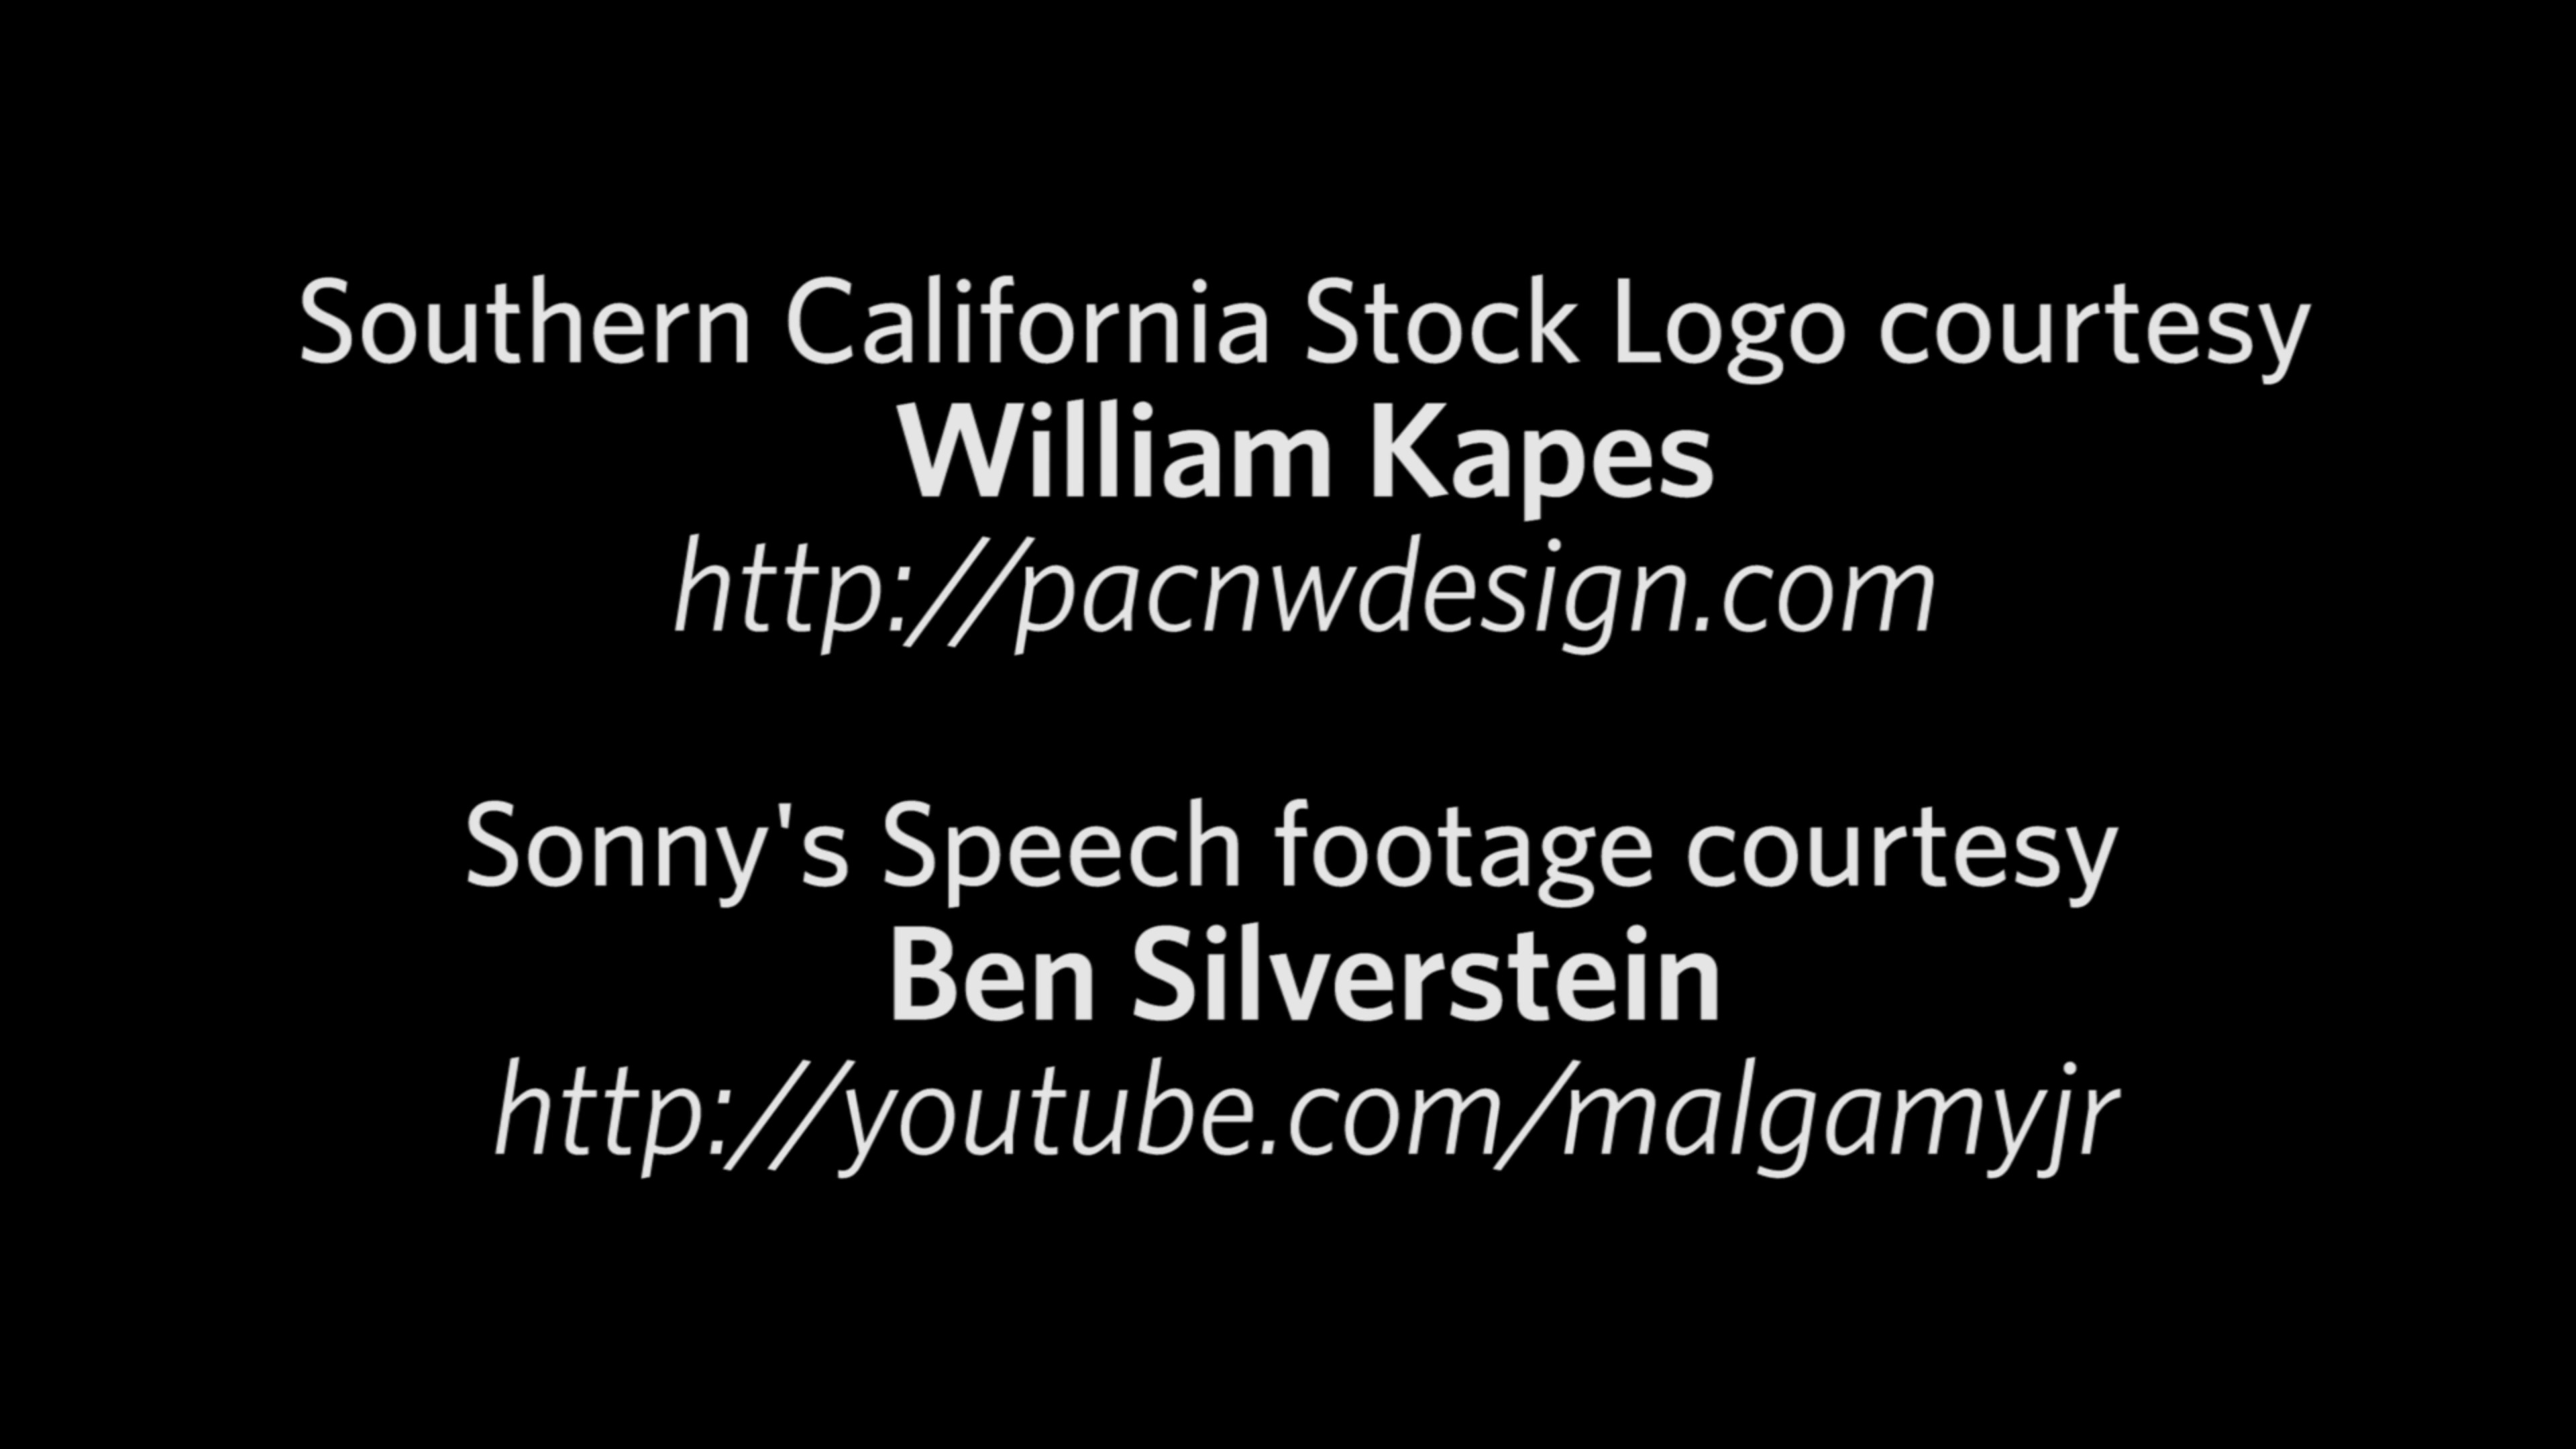 Southern California Stock Logo courtesy
William Kapes
http://pacnwdesign.com
Sonny's Speech footage courtesy
Ben Silverstein
http://youtube.com/malgamyjr